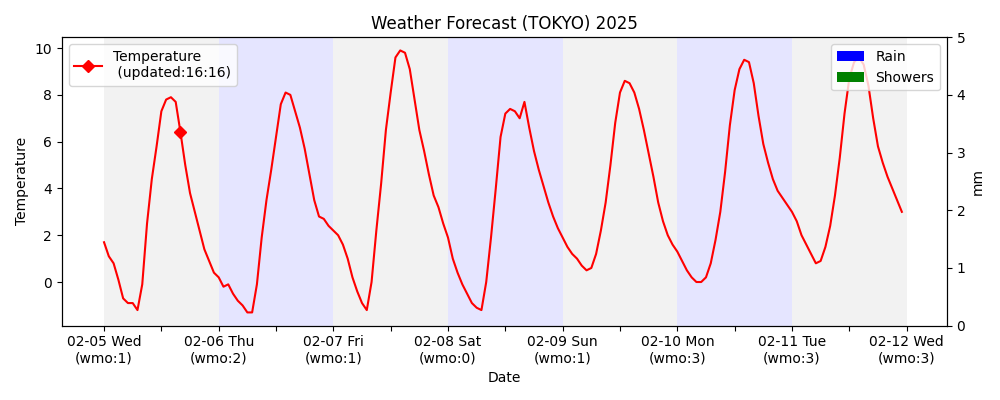 Weather Forecast (TOKYO) 2025
Temperature
(updated:16:16)
Rain
Showers
10
8
6
4
2
0
Temperature
5
4
3
2
1
0
mm
02-05 Wed
(wmo:1)
02-06 Thu
(wmo:2)
02-07 Fri
(wmo:1)
02-08 Sat
(wmo:0)
02-09 Sun
(wmo:1)
02-10 Mon
(wmo:3)
02-11 Tue
(wmo:3)
02-12 Wed
(wmo:3)
Date